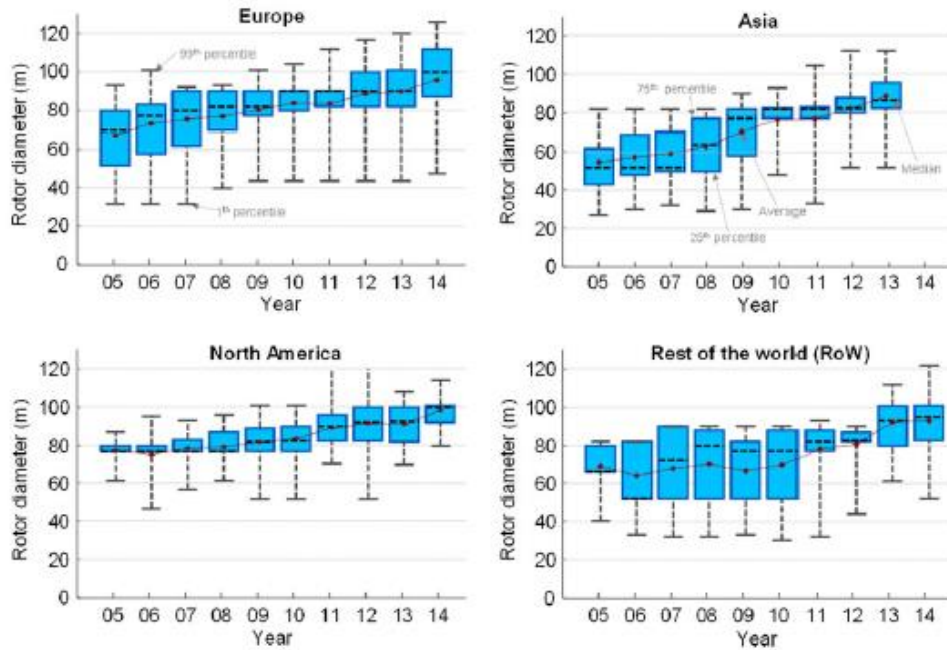 Europe
Rotor diameter (m)
120
100
80
60
40
20
0
99th percentile
1th percentile
05 06 07 08 09 10 11 12 13 14
Year
Asia
Rotor diameter (m)
120
100
80
60
40
20
0
75th percentile
Median
Average
25th percentile
05 06 07 08 09 10 11 12 13 14
Year
North America
Rotor diameter (m)
120
100
80
60
40
20
0
05 06 07 08 09 10 11 12 13 14
Year
Rest of the world (RoW)
Rotor diameter (m)
120
100
80
60
40
20
0
05 06 07 08 09 10 11 12 13 14
Year